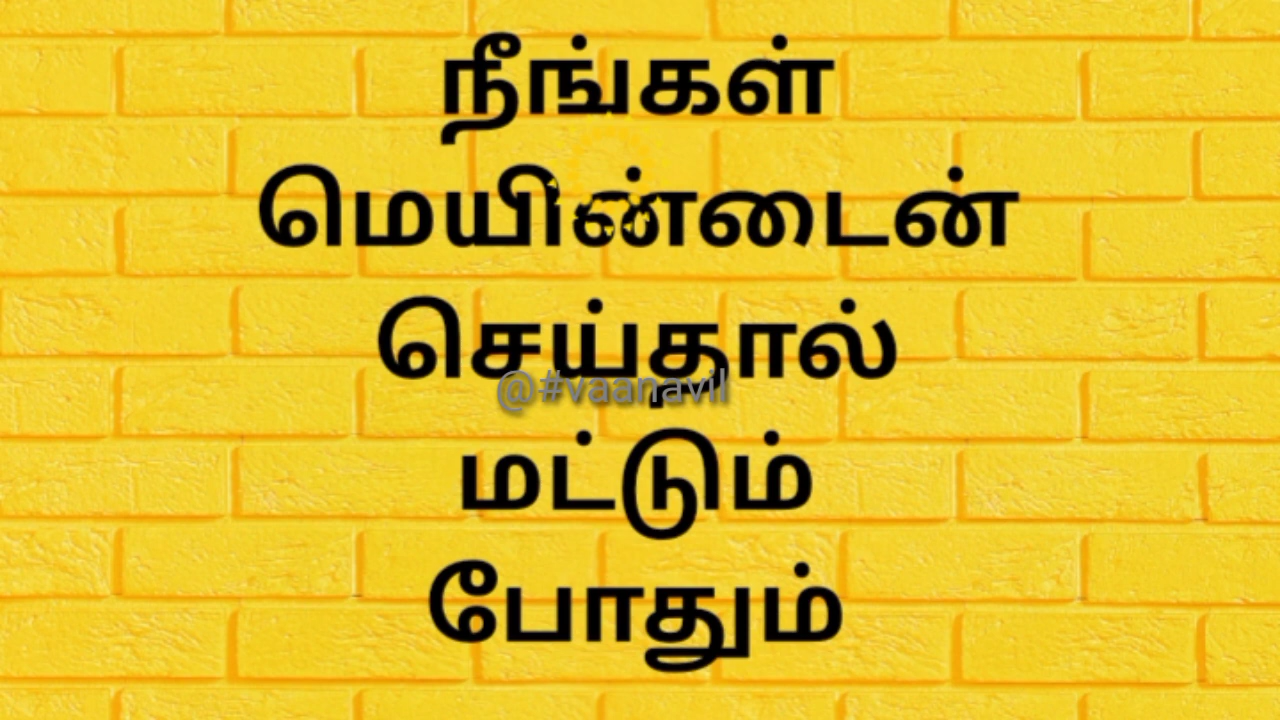 நீங்கள்
மெயின்டைன்
செய்தால்
@#vaanavil
மட்டும்
போதும்